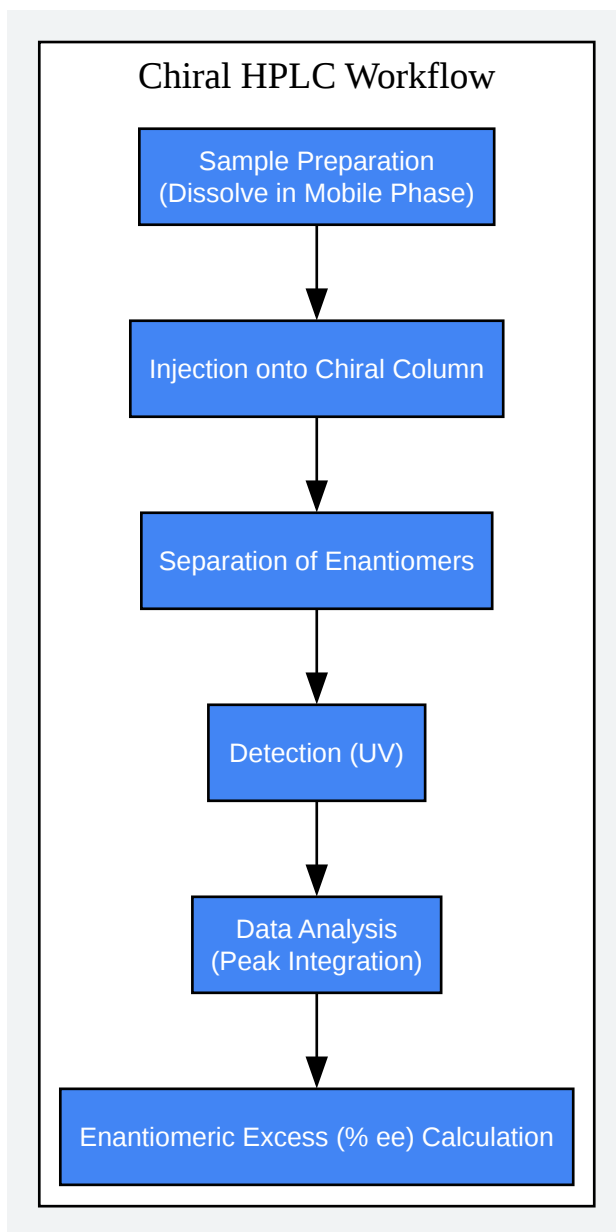 Chiral HPLC Workflow
Sample Preparation
(Dissolve in Mobile Phase)
Injection onto Chiral Column
Separation of Enantiomers
Detection (UV)
Data Analysis
(Peak Integration)
Enantiomeric Excess (% ee) Calculation